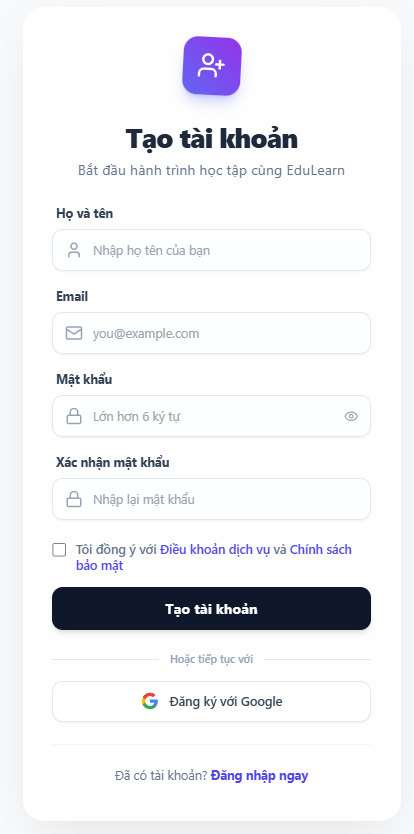 Tạo tài khoản
Bắt đầu hành trình học tập cùng EduLearn
Họ và tên
Nhập họ tên của bạn
Email
you@example.com
Mật khẩu
Lớn hơn 6 ký tự
Xác nhận mật khẩu
Nhập lại mật khẩu
Tôi đồng ý với Điều khoản dịch vụ và Chính sách
bảo mật
Tạo tài khoản
Hoặc tiếp tục với
Đăng ký với Google
Đã có tài khoản? Đăng nhập ngay